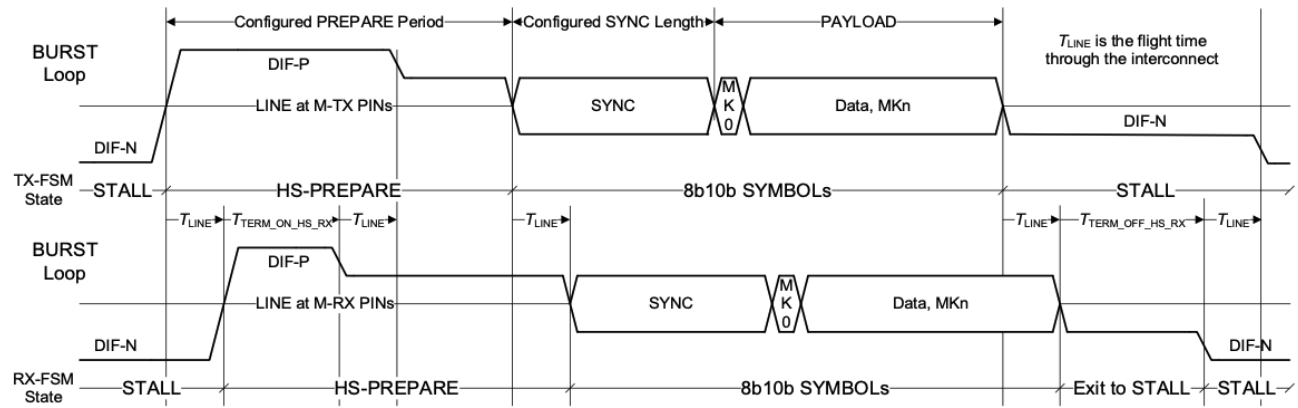 Configured PREPARE Period
Configured SYNC Length
PAYLOAD
BURST
Loop
DIF-P
TLINE is the flight time
through the interconnect
LINE at M-TX PINs
SYNC
M
K
0
Data, MKn
DIF-N
DIF-N
TX-FSM
State
STALL
HS-PREPARE
8b10b SYMBOLs
STALL
TLINE
TTERM_ON_HS_RX
TLINE
TLINE
TLINE
TTERM_OFF_HS_RX
TLINE
BURST
Loop
DIF-P
LINE at M-RX PINs
SYNC
M
K
0
Data, MKn
DIF-N
DIF-N
RX-FSM
State
STALL
HS-PREPARE
8b10b SYMBOLs
Exit to STALL
STALL